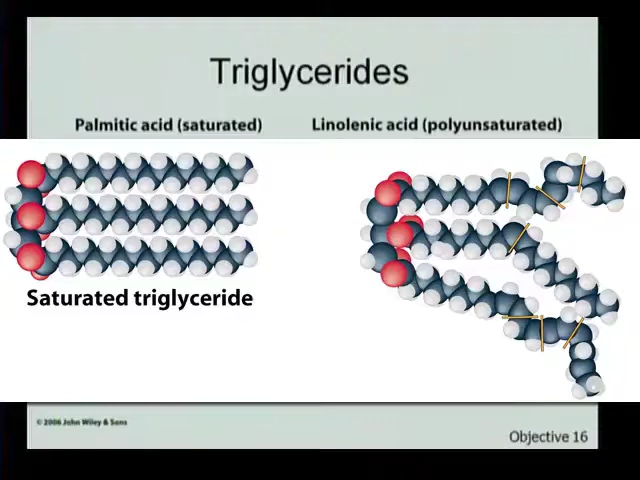 Triglycerides
Palmitic acid (saturated) Linolenic acid (polyunsaturated)
Saturated triglyceride
© 2006 John Wiley & Sons
Objective 16